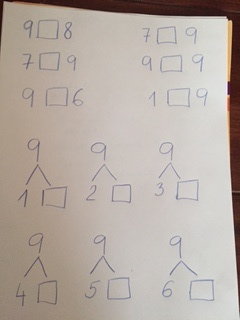 9 □ 8 7 □ 9
7 □ 9 9 □ 9
9 □ 6 1 □ 9
9 9 9
1 □ 2 □ 3 □
9 9 9
4 □ 5 □ 6 □